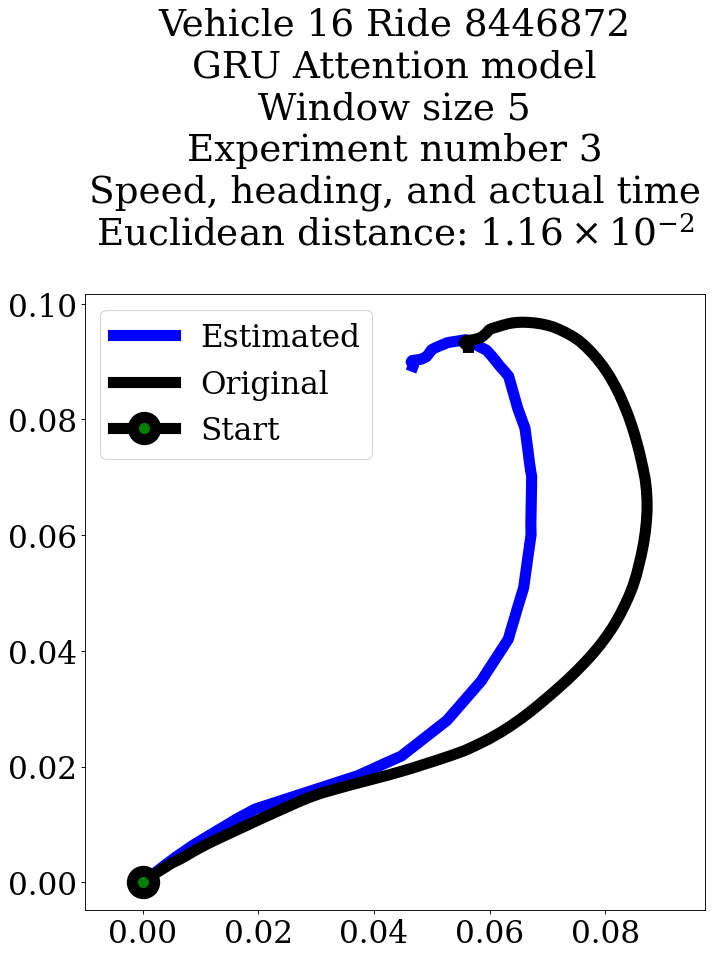 Vehicle 16 Ride 8446872
GRU Attention model
Window size 5
Experiment number 3
Speed, heading, and actual time
Euclidean distance: 1.16 × 10⁻²
0.10
0.08
0.06
0.04
0.02
0.00
Estimated
Original
Start
0.00 0.02 0.04 0.06 0.08